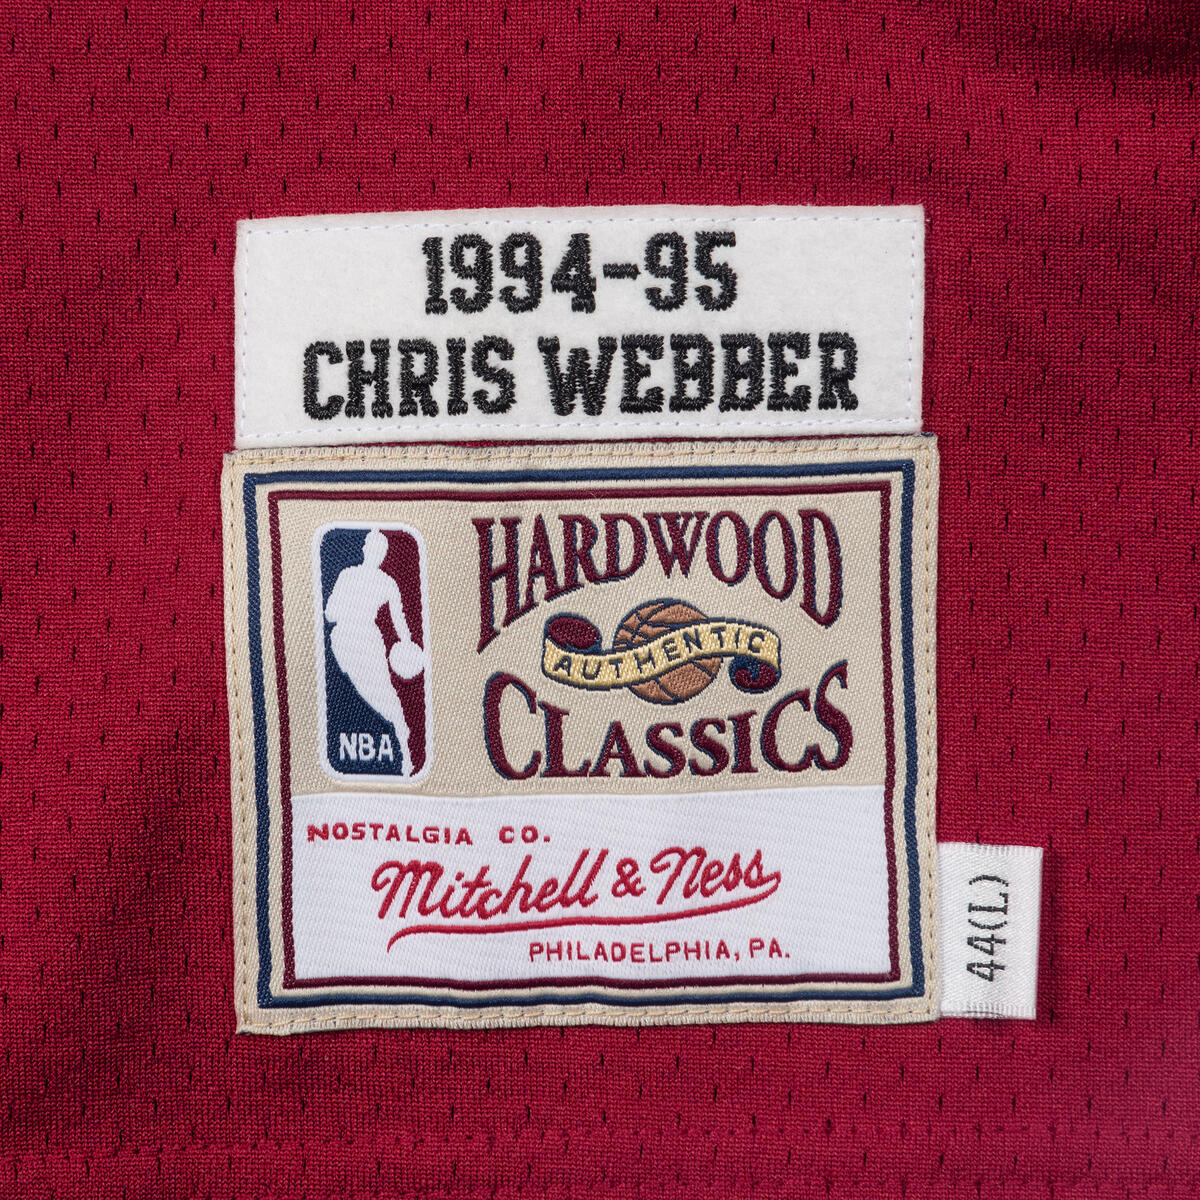 1994-95
CHRIS WEBBER
HARDWOOD
AUTHENTIC
CLASSICS
NBA
NOSTALGIA CO.
Mitchell & Ness
PHILADELPHIA, PA.
44(L)